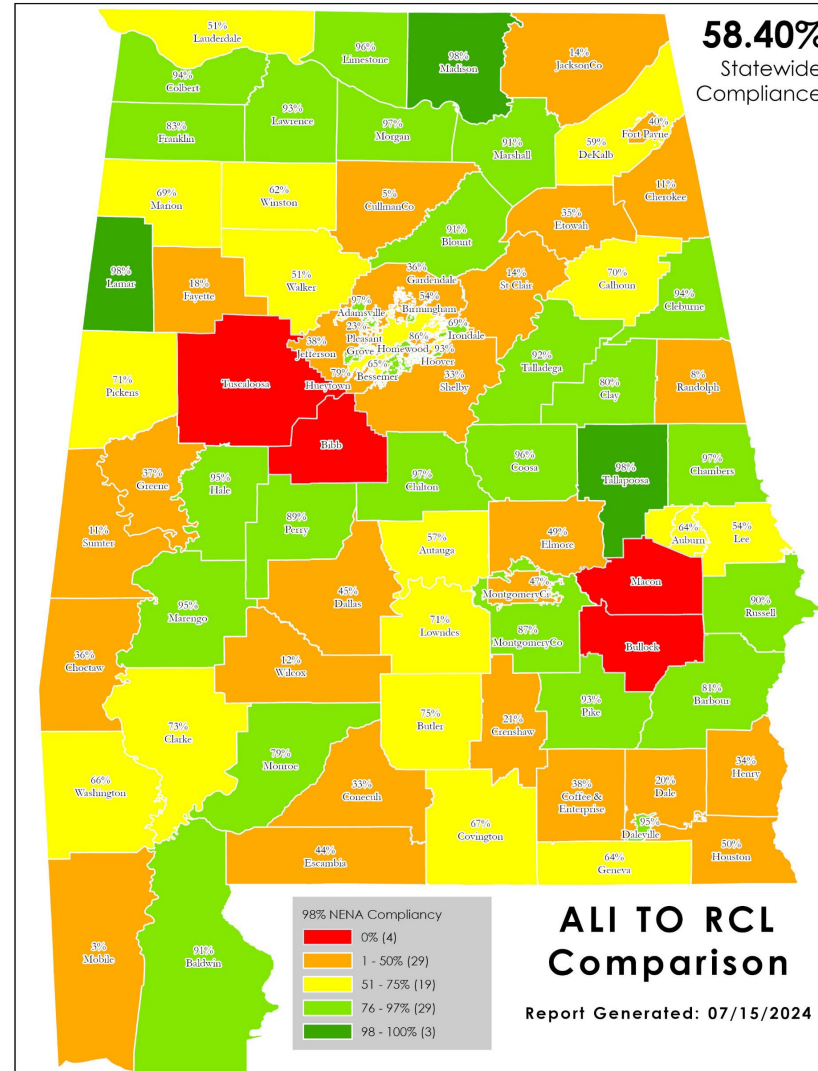 51%
Lauderdale
96%
Limestone
98%
Madison
14%
JacksonCo
58.40%
Statewide
Compliance
94%
Colbert
93%
Lawrence
83%
Franklin
97%
Morgan
91%
Marshall
59%
DeKalb
40%
Fort Payne
69%
Marion
62%
Winston
5%
CullmanCo
11%
Cherokee
35%
Etowah
91%
Blount
98%
Lamar
18%
Fayette
51%
Walker
36%
Gardendale
14%
St Clair
70%
Calhoun
94%
Cleburne
97%
Adamsville
54%
Birmingham
23%
Pleasant
Grove
86%
Homewood
69%
Irondale
93%
Hoover
38%
Jefferson
65%
Bessemer
79%
Hueytown
33%
Shelby
92%
Talladega
80%
Clay
8%
Randolph
71%
Pickens
Tuscaloosa
Bibb
37%
Greene
95%
Hale
97%
Chilton
96%
Coosa
98%
Tallapoosa
97%
Chambers
11%
Sumter
89%
Perry
57%
Autauga
49%
Elmore
64%
Auburn
54%
Lee
95%
Marengo
45%
Dallas
47%
MontgomeryCi
Macon
36%
Choctaw
12%
Wilcox
71%
Lowndes
87%
MontgomeryCo
Bullock
90%
Russell
73%
Clarke
75%
Butler
21%
Crenshaw
93%
Pike
81%
Barbour
66%
Washington
79%
Monroe
33%
Conecuh
67%
Covington
38%
Coffee &
Enterprise
20%
Dale
34%
Henry
95%
Daleville
44%
Escambia
64%
Geneva
50%
Houston
3%
Mobile
91%
Baldwin
98% NENA Compliancy
0% (4)
1 - 50% (29)
51 - 75% (19)
76 - 97% (29)
98 - 100% (3)
ALI TO RCL
Comparison
Report Generated: 07/15/2024